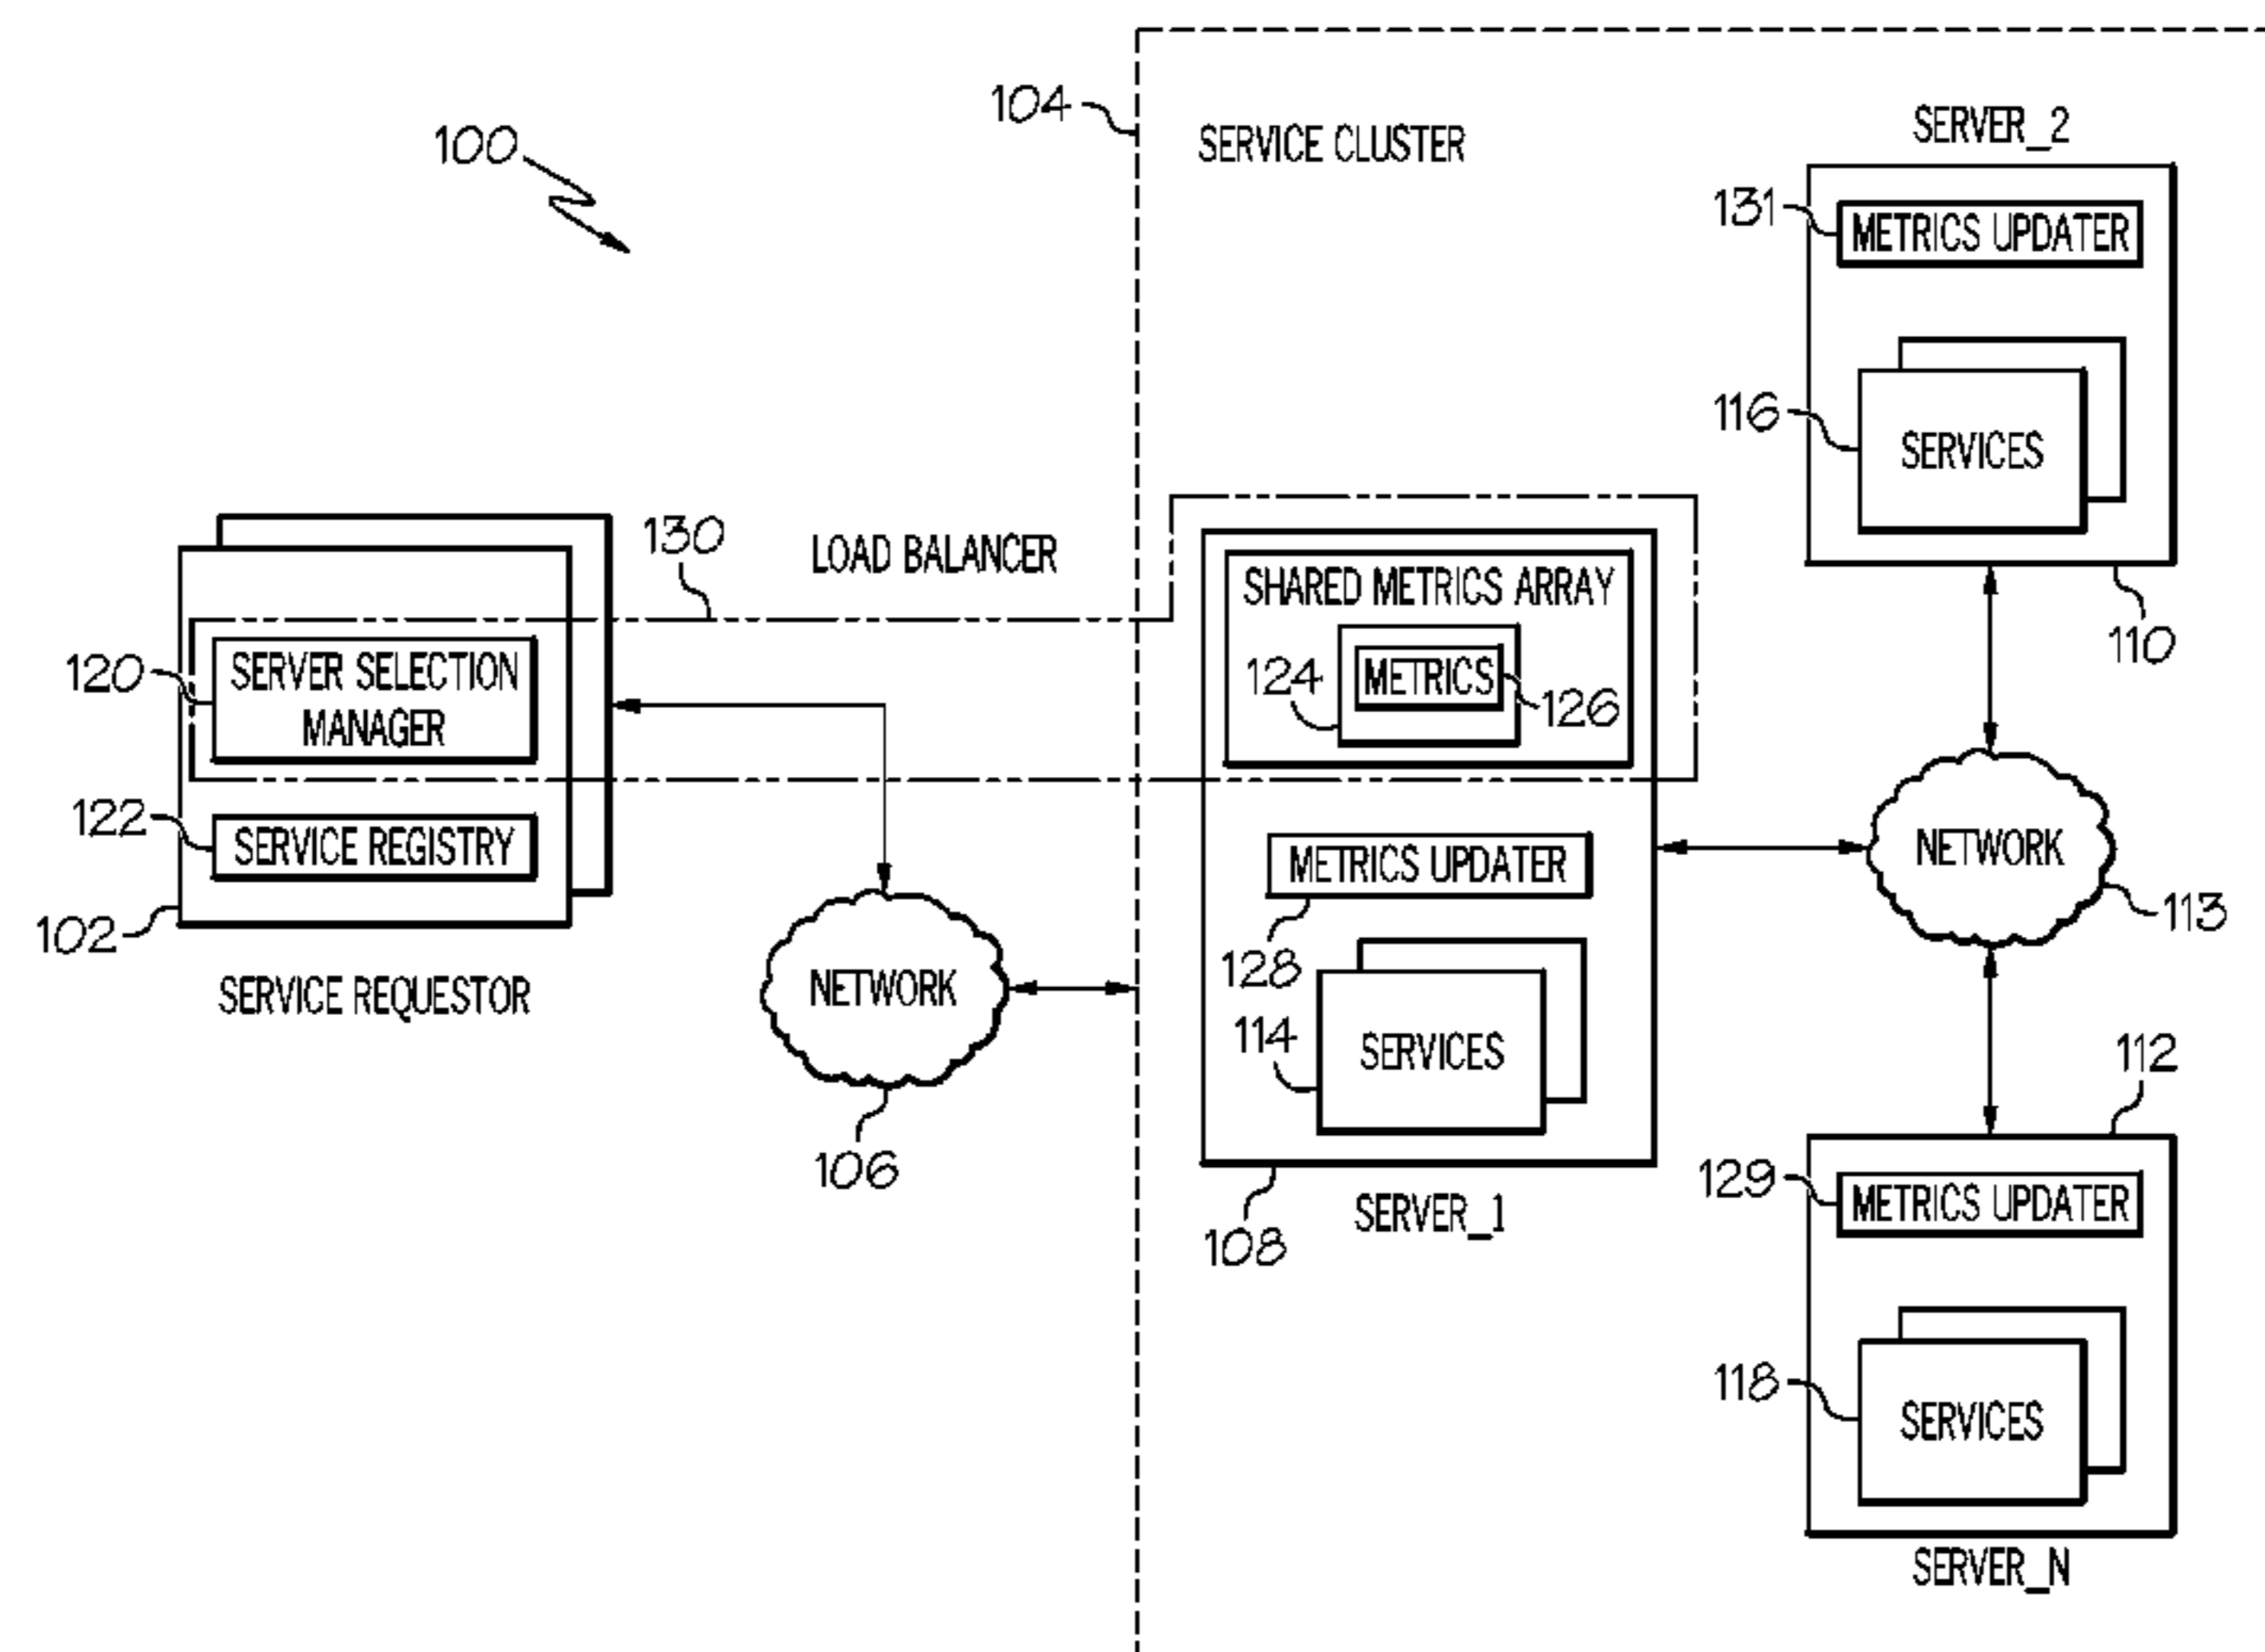 100
104
SERVICE CLUSTER
SERVER_2
131
METRICS UPDATER
116
SERVICES
110
130
LOAD BALANCER
SHARED METRICS ARRAY
124
METRICS
126
120
SERVER SELECTION
MANAGER
122
SERVICE REGISTRY
102
SERVICE REQUESTOR
NETWORK
106
METRICS UPDATER
128
114
SERVICES
108
SERVER_1
NETWORK
113
112
129
METRICS UPDATER
118
SERVICES
SERVER_N